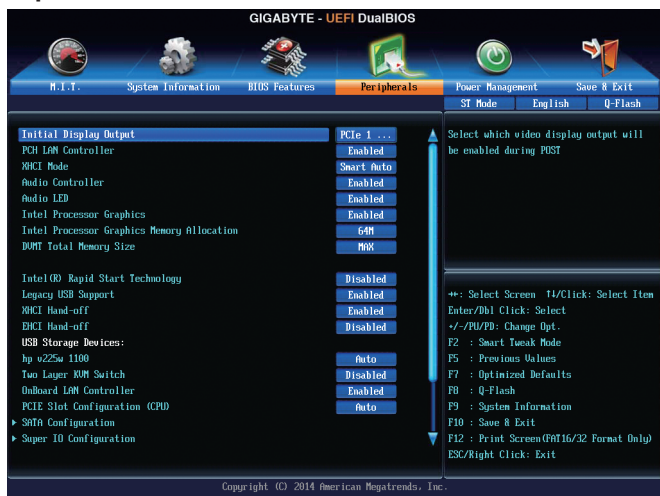 GIGABYTE - UEFI DualBIOS
M.I.T. System Information BIOS Features Peripherals Power Management Save & Exit
ST Mode English Q-Flash
Initial Display Output PCIe 1 ...
PCH LAN Controller Enabled
XHCI Mode Smart Auto
Audio Controller Enabled
Audio LED Enabled
Intel Processor Graphics Enabled
Intel Processor Graphics Memory Allocation 64M
DVMT Total Memory Size MAX
Intel(R) Rapid Start Technology Disabled
Legacy USB Support Enabled
XHCI Hand-off Enabled
EHCI Hand-off Disabled
USB Storage Devices:
hp v225w 1100 Auto
Two Layer KVM Switch Disabled
OnBoard LAN Controller Enabled
PCIE Slot Configuration (CPU) Auto
SATA Configuration
Super IO Configuration
Select which video display output will
be enabled during POST
→←: Select Screen ↑↓/Click: Select Item
Enter/Dbl Click: Select
+/-/PU/PD: Change Opt.
F2 : Smart Tweak Mode
F5 : Previous Values
F7 : Optimized Defaults
F8 : Q-Flash
F9 : System Information
F10 : Save & Exit
F12 : Print Screen(FAT16/32 Format Only)
ESC/Right Click: Exit
Copyright (C) 2014 American Megatrends, Inc.